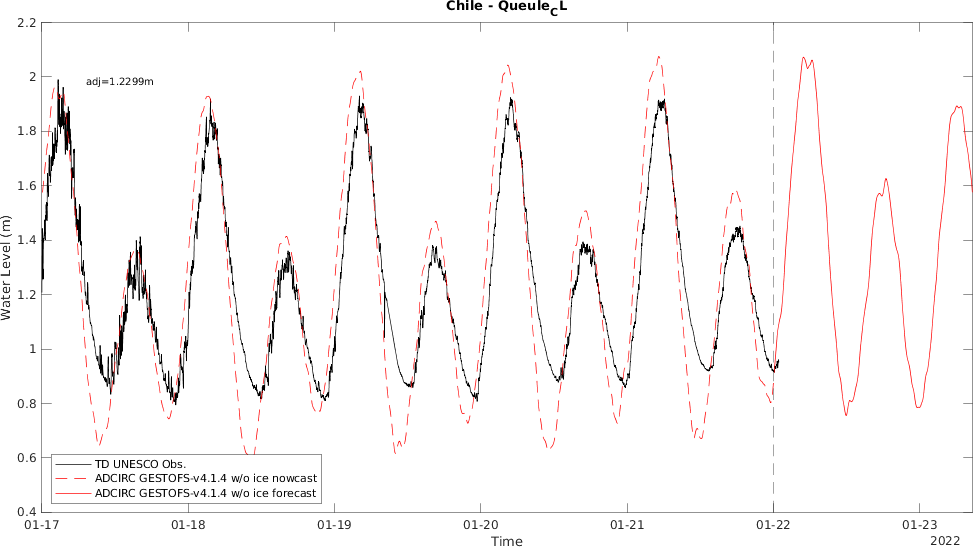 Chile - Queule_CL
2.2
2
1.8
1.6
1.4
1.2
1
0.8
0.6
0.4
Water Level (m)
adj=1.2299m
TD UNESCO Obs.
ADCIRC GESTOFS-v4.1.4 w/o ice nowcast
ADCIRC GESTOFS-v4.1.4 w/o ice forecast
01-17 01-18 01-19 01-20 01-21 01-22 01-23
Time
2022